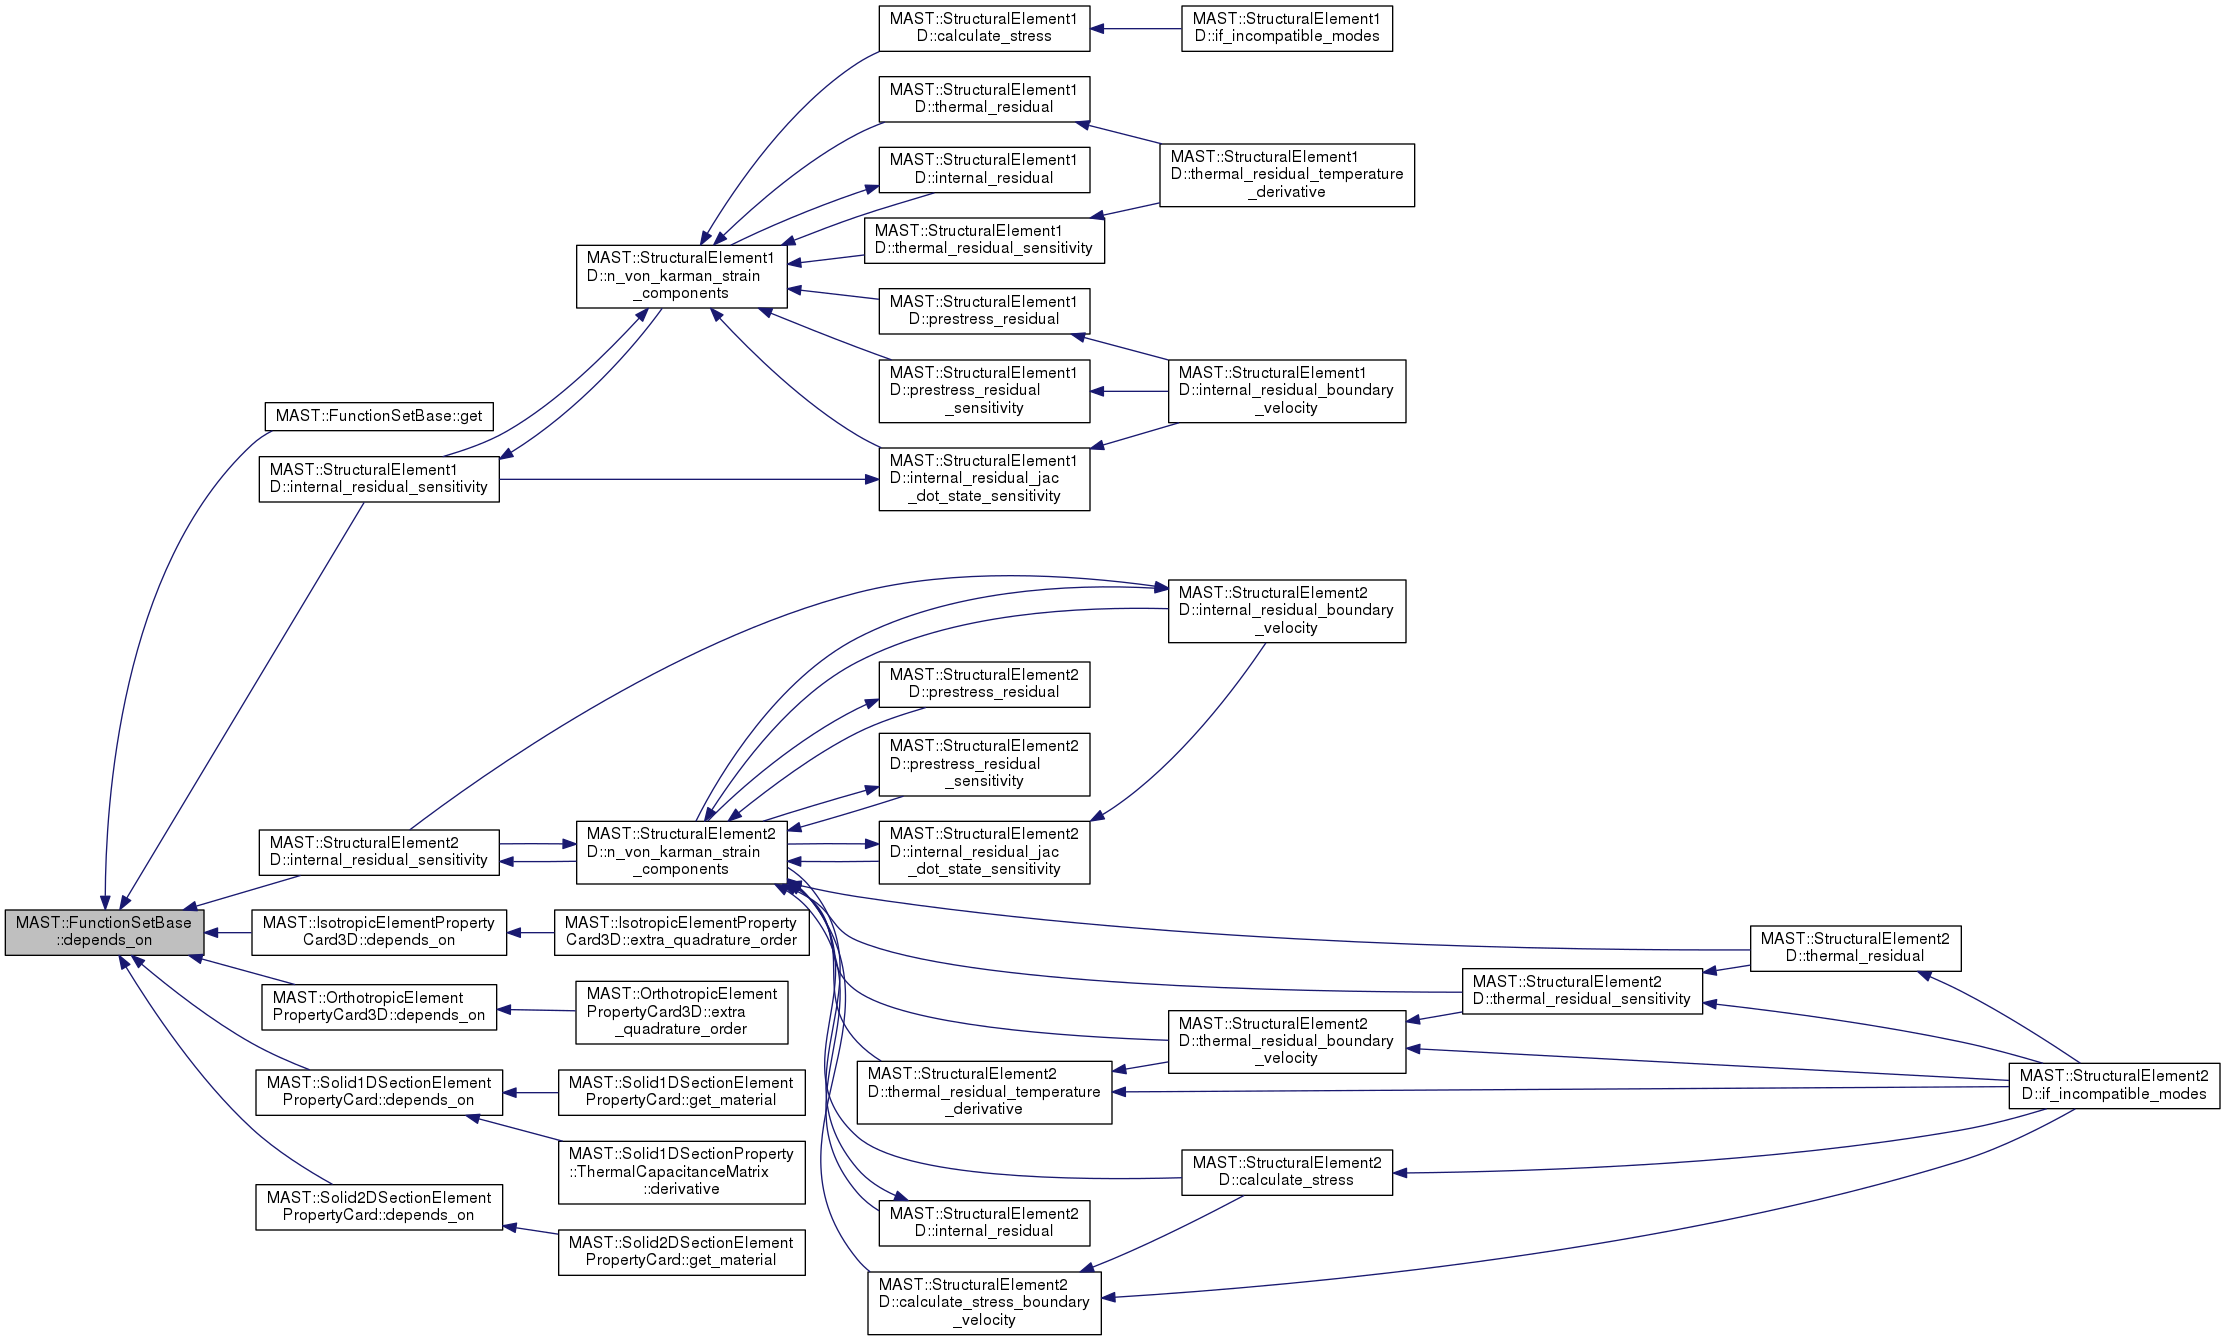 MAST::StructuralElement1
D::calculate_stress
MAST::StructuralElement1
D::if_incompatible_modes
MAST::StructuralElement1
D::thermal_residual
MAST::StructuralElement1
D::internal_residual
MAST::StructuralElement1
D::thermal_residual_temperature
_derivative
MAST::StructuralElement1
D::thermal_residual_sensitivity
MAST::StructuralElement1
D::n_von_karman_strain
_components
MAST::StructuralElement1
D::prestress_residual
MAST::StructuralElement1
D::prestress_residual
_sensitivity
MAST::StructuralElement1
D::internal_residual_boundary
_velocity
MAST::FunctionSetBase::get
MAST::StructuralElement1
D::internal_residual_sensitivity
MAST::StructuralElement1
D::internal_residual_jac
_dot_state_sensitivity
MAST::StructuralElement2
D::internal_residual_boundary
_velocity
MAST::StructuralElement2
D::prestress_residual
MAST::StructuralElement2
D::prestress_residual
_sensitivity
MAST::StructuralElement2
D::internal_residual_sensitivity
MAST::StructuralElement2
D::n_von_karman_strain
_components
MAST::StructuralElement2
D::internal_residual_jac
_dot_state_sensitivity
MAST::FunctionSetBase
::depends_on
MAST::IsotropicElementProperty
Card3D::depends_on
MAST::IsotropicElementProperty
Card3D::extra_quadrature_order
MAST::StructuralElement2
D::thermal_residual
MAST::OrthotropicElement
PropertyCard3D::depends_on
MAST::OrthotropicElement
PropertyCard3D::extra
_quadrature_order
MAST::StructuralElement2
D::thermal_residual_sensitivity
MAST::StructuralElement2
D::thermal_residual_boundary
_velocity
MAST::Solid1DSectionElement
PropertyCard::depends_on
MAST::Solid1DSectionElement
PropertyCard::get_material
MAST::StructuralElement2
D::thermal_residual_temperature
_derivative
MAST::StructuralElement2
D::if_incompatible_modes
MAST::Solid1DSectionProperty
::ThermalCapacitanceMatrix
::derivative
MAST::StructuralElement2
D::calculate_stress
MAST::Solid2DSectionElement
PropertyCard::depends_on
MAST::StructuralElement2
D::internal_residual
MAST::Solid2DSectionElement
PropertyCard::get_material
MAST::StructuralElement2
D::calculate_stress_boundary
_velocity